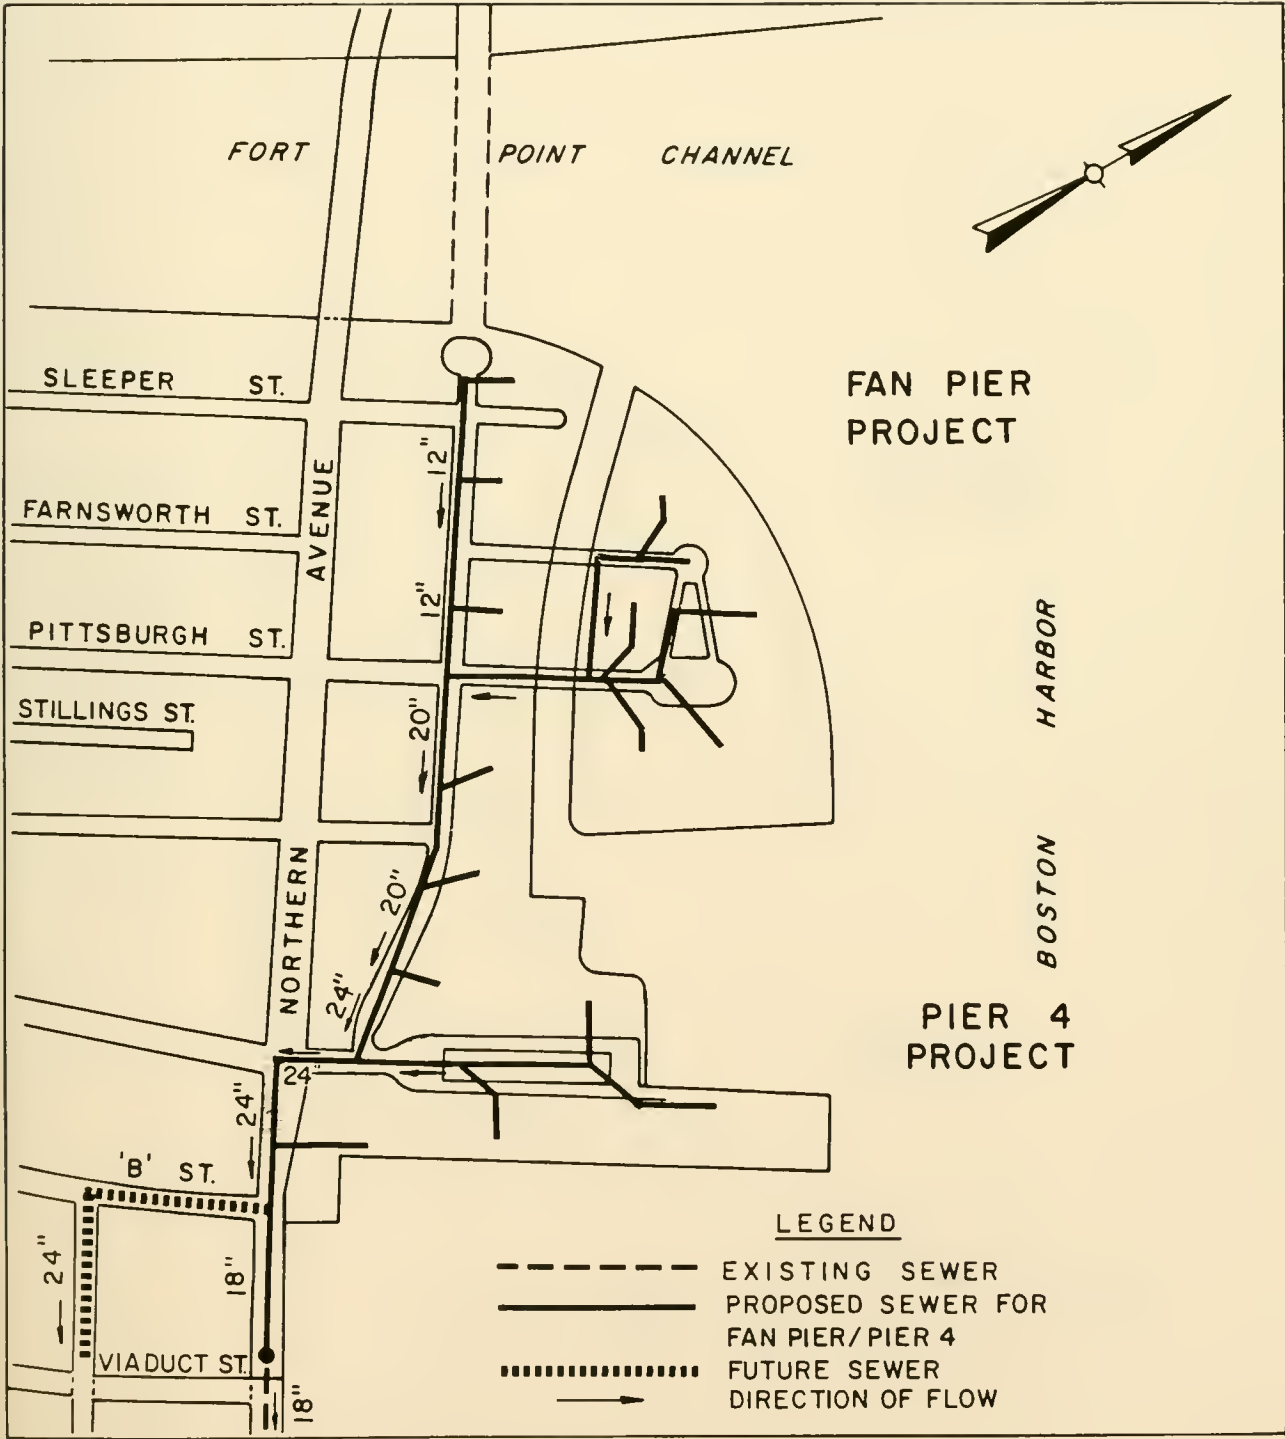 FORT POINT CHANNEL
FAN PIER
PROJECT
SLEEPER ST.
12"
FARNSWORTH ST.
AVENUE
12"
PITTSBURGH ST.
STILLINGS ST.
20"
BOSTON HARBOR
NORTHERN
20"
24"
PIER 4
PROJECT
24"
24"
'B' ST.
24"
18"
VIADUCT ST.
18"
LEGEND
EXISTING SEWER
PROPOSED SEWER FOR
FAN PIER/PIER 4
FUTURE SEWER
DIRECTION OF FLOW